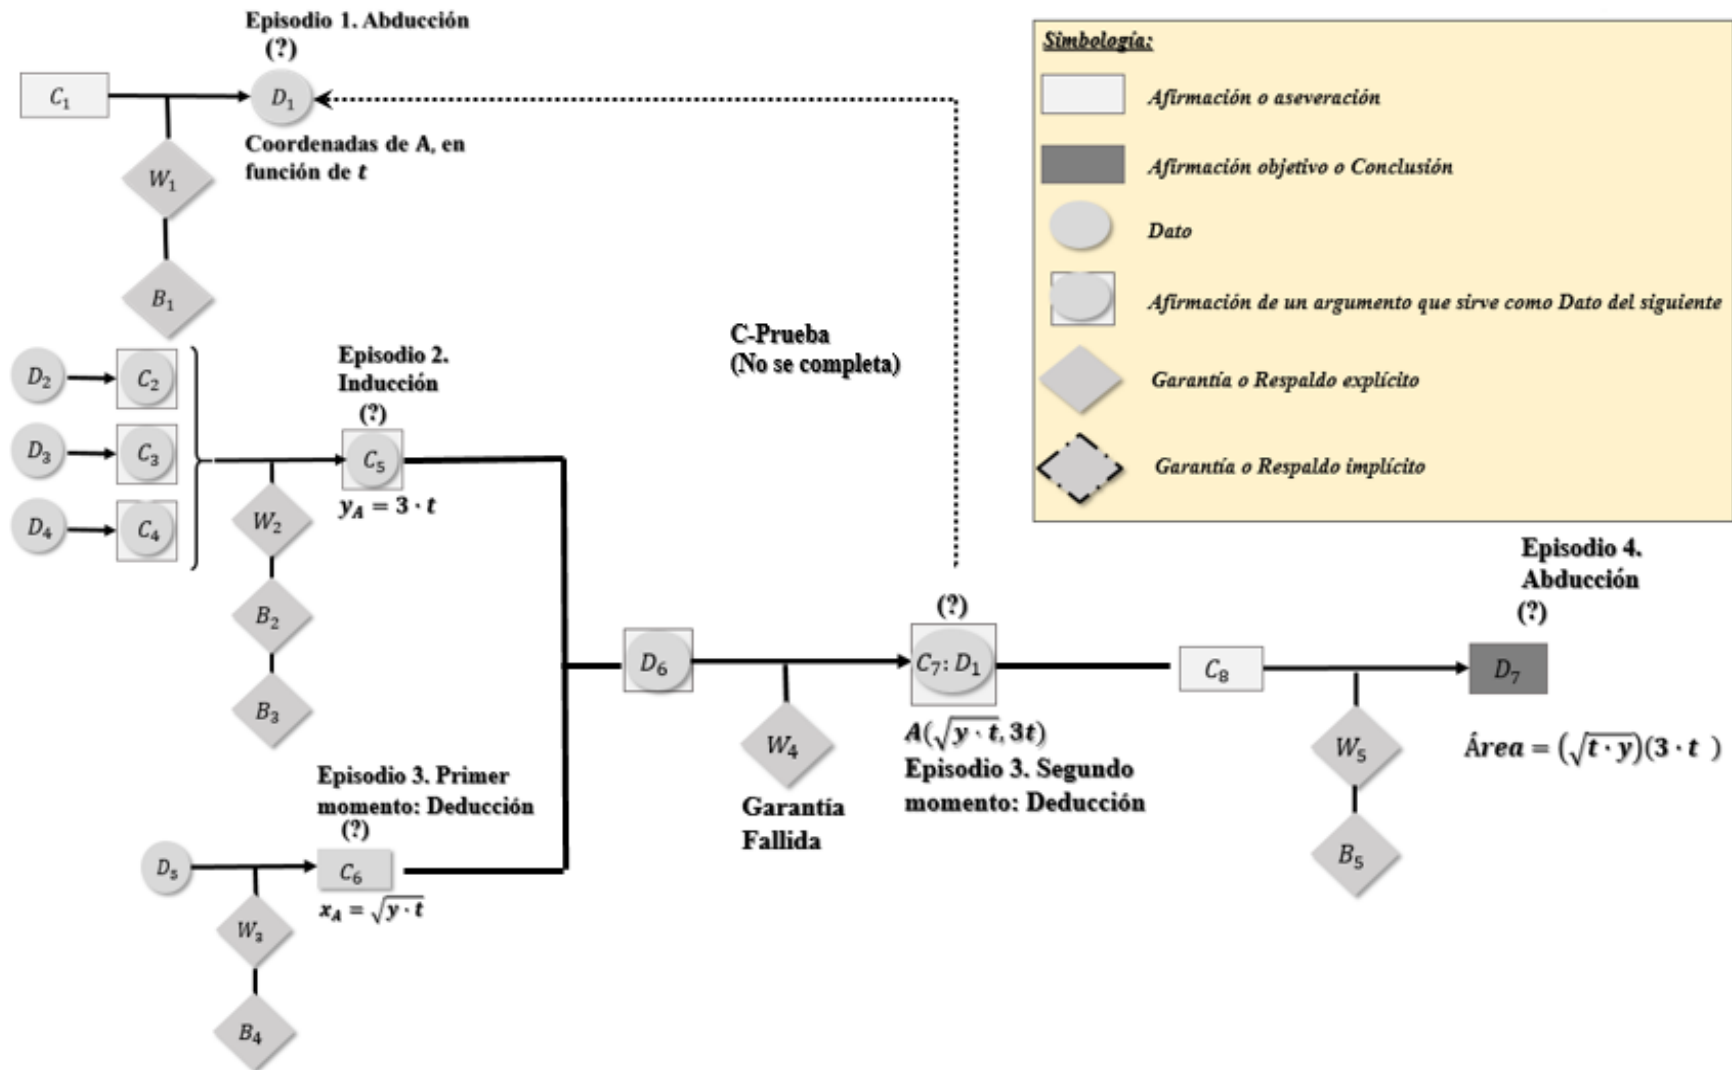 Episodio 1. Abducción
(?)
C₁
D₁
Coordenadas de A, en
función de t
W₁
B₁
D₂
C₂
D₃
C₃
D₄
C₄
Episodio 2.
Inducción
(?)
C₅
y_A = 3 · t
W₂
B₂
B₃
C-Prueba
(No se completa)
Episodio 3. Primer
momento: Deducción
(?)
D₅
C₆
x_A = √(y · t)
W₃
B₄
D₆
W₄
Garantía
Fallida
(?)
C₇: D₁
A(√(y · t), 3t)
Episodio 3. Segundo
momento: Deducción
C₈
W₅
B₅
Episodio 4.
Abducción
(?)
D₇
Área = (√(t · y))(3 · t )
Simbología:
Afirmación o aseveración
Afirmación objetivo o Conclusión
Dato
Afirmación de un argumento que sirve como Dato del siguiente
Garantía o Respaldo explícito
Garantía o Respaldo implícito